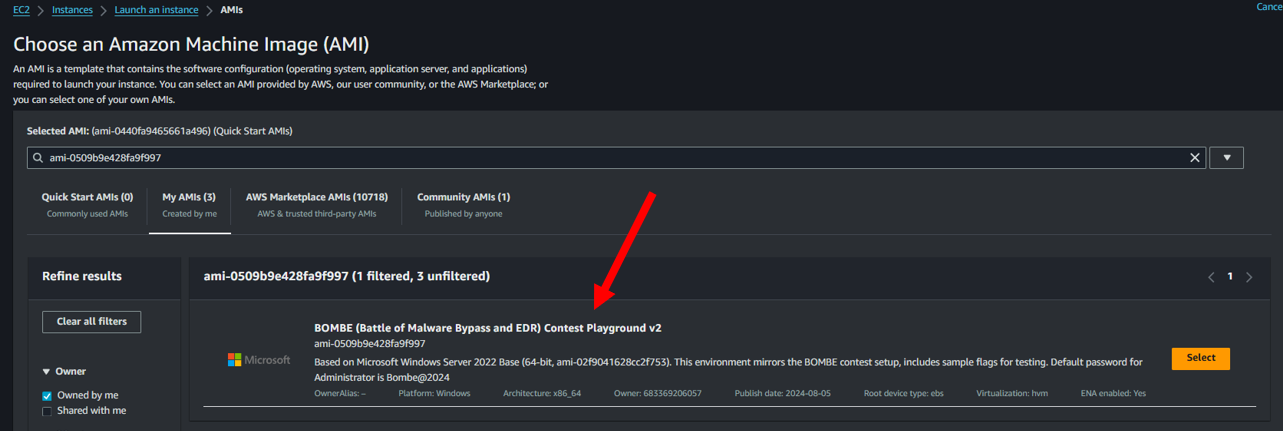 EC2 > Instances > Launch an instance > AMIs
Cance
Choose an Amazon Machine Image (AMI)
An AMI is a template that contains the software configuration (operating system, application server, and applications)
required to launch your instance. You can select an AMI provided by AWS, our user community, or the AWS Marketplace; or
you can select one of your own AMIs.
Selected AMI: (ami-0440fa9465661a496) (Quick Start AMIs)
ami-0509b9e428fa9f997
Quick Start AMIs (0)
Commonly used AMIs
My AMIs (3)
Created by me
AWS Marketplace AMIs (10718)
AWS & trusted third-party AMIs
Community AMIs (1)
Published by anyone
Refine results
Clear all filters
Owner
Owned by me
Shared with me
ami-0509b9e428fa9f997 (1 filtered, 3 unfiltered)
1
Microsoft
BOMBE (Battle of Malware Bypass and EDR) Contest Playground v2
ami-0509b9e428fa9f997
Based on Microsoft Windows Server 2022 Base (64-bit, ami-02f9041628cc2f753). This environment mirrors the BOMBE contest setup, includes sample flags for testing. Default password for
Administrator is Bombe@2024
OwnerAlias: – Platform: Windows Architecture: x86_64 Owner: 683369206057 Publish date: 2024-08-05 Root device type: ebs Virtualization: hvm ENA enabled: Yes
Select